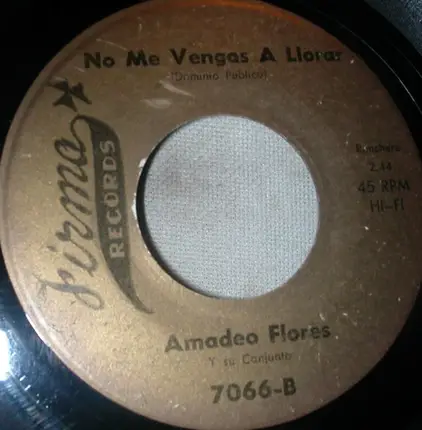 No Me Vengas A Llorar
(Dominio Publico)
Firma
RECORDS
Ranchera
2.44
45 RPM
HI-FI
Amadeo Flores
Y su Conjunto
7066-B